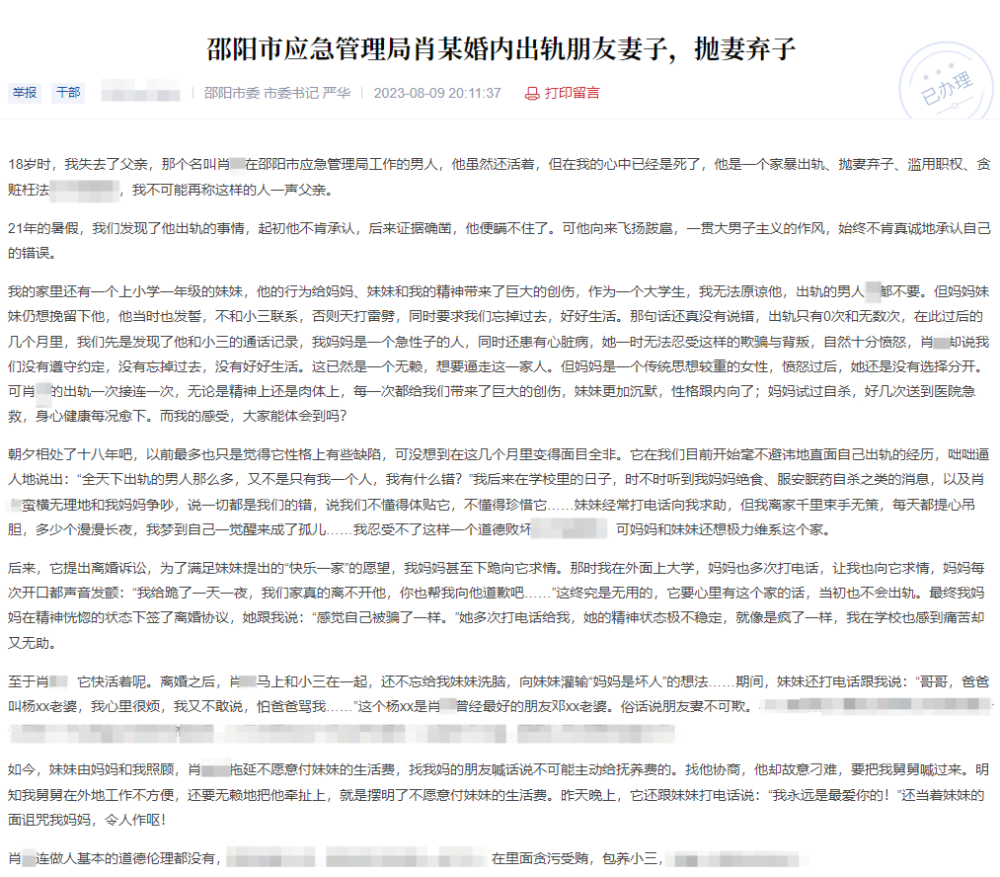 邵阳市应急管理局肖某婚内出轨朋友妻子，抛妻弃子
已办理
举报 干部 邵阳市委 市委书记 严华 2023-08-09 20:11:37 打印留言
18岁时，我失去了父亲，那个名叫肖 在邵阳市应急管理局工作的男人，他虽然还活着，但在我的心中已经是死了，他是一个家暴出轨、抛妻弃子、滥用职权、贪
赃枉法 ，我不可能再称这样的人一声父亲。
21年的暑假，我们发现了他出轨的事情，起初他不肯承认，后来证据确凿，他便瞒不住了。可他向来飞扬跋扈，一贯大男子主义的作风，始终不肯真诚地承认自己
的错误。
我的家里还有一个上小学一年级的妹妹，他的行为给妈妈、妹妹和我的精神带来了巨大的创伤，作为一个大学生，我无法原谅他，出轨的男人 都不要。但妈妈妹
妹仍想挽留下他，他当时也发誓，不和小三联系，否则天打雷劈，同时要求我们忘掉过去，好好生活。那句话还真没有说错，出轨只有0次和无数次，在此过后的
几个月里，我们先是发现了他和小三的通话记录，我妈妈是一个急性子的人，同时还患有心脏病，她一时无法忍受这样的欺骗与背叛，自然十分愤怒，肖 却说我
们没有遵守约定，没有忘掉过去，没有好好生活。这已然是一个无赖，想要逼走这一家人。但妈妈是一个传统思想较重的女性，愤怒过后，她还是没有选择分开。
可肖 的出轨一次接连一次，无论是精神上还是肉体上，每一次都给我们带来了巨大的创伤，妹妹更加沉默，性格跟内向了；妈妈试过自杀，好几次送到医院急
救，身心健康每况愈下。而我的感受，大家能体会到吗？
朝夕相处了十八年吧，以前最多也只是觉得它性格上有些缺陷，可没想到在这几个月里变得面目全非。它在我们目前开始毫不避讳地直面自己出轨的经历，咄咄逼
人地说出：“全天下出轨的男人那么多，又不是只有我一个人，我有什么错？”我后来在学校里的日子，时不时听到我妈妈绝食、服安眠药自杀之类的消息，以及肖
蛮横无理地和我妈妈争吵，说一切都是我们的错，说我们不懂得体贴它，不懂得珍惜它……妹妹经常打电话向我求助，但我离家千里束手无策，每天都提心吊
胆，多少个漫漫长夜，我梦到自己一觉醒来成了孤儿……我忍受不了这样一个道德败坏 可妈妈和妹妹还想极力维系这个家。
后来，它提出离婚诉讼，为了满足妹妹提出的“快乐一家”的愿望，我妈妈甚至下跪向它求情。那时我在外面上大学，妈妈也多次打电话，让我也向它求情，妈妈每
次开口都声音发颤：“我给跪了一天一夜，我们家真的离不开他，你也帮我向他道歉吧……”这终究是无用的，它要心里有这个家的话，当初也不会出轨。最终我妈
妈在精神恍惚的状态下签了离婚协议，她跟我说：“感觉自己被骗了一样。”她多次打电话给我，她的精神状态极不稳定，就像是疯了一样，我在学校也感到痛苦却
又无助。
至于肖 它快活着呢。离婚之后，肖 马上和小三在一起，还不忘给我妹妹洗脑，向妹妹灌输“妈妈是坏人”的想法……期间，妹妹还打电话跟我说：“哥哥，爸爸
叫杨xx老婆，我心里很烦，我又不敢说，怕爸爸骂我……”这个杨xx是肖 曾经最好的朋友邓xx老婆。俗话说朋友妻不可欺。
如今，妹妹由妈妈和我照顾，肖 拖延不愿意付妹妹的生活费，找我妈的朋友喊话说不可能主动给抚养费的。找他协商，他却故意刁难，要把我舅舅喊过来。明
知我舅舅在外地工作不方便，还要无赖地把他牵扯上，就是摆明了不愿意付妹妹的生活费。昨天晚上，它还跟妹妹打电话说：“我永远是最爱你的！”还当着妹妹的
面诅咒我妈妈，令人作呕！
肖 连做人基本的道德伦理都没有， 在里面贪污受贿，包养小三，